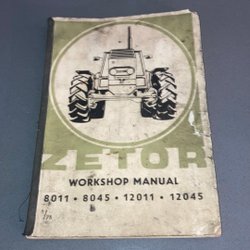 ZETOR
WORKSHOP MANUAL
8011 • 8045 • 12011 • 12045